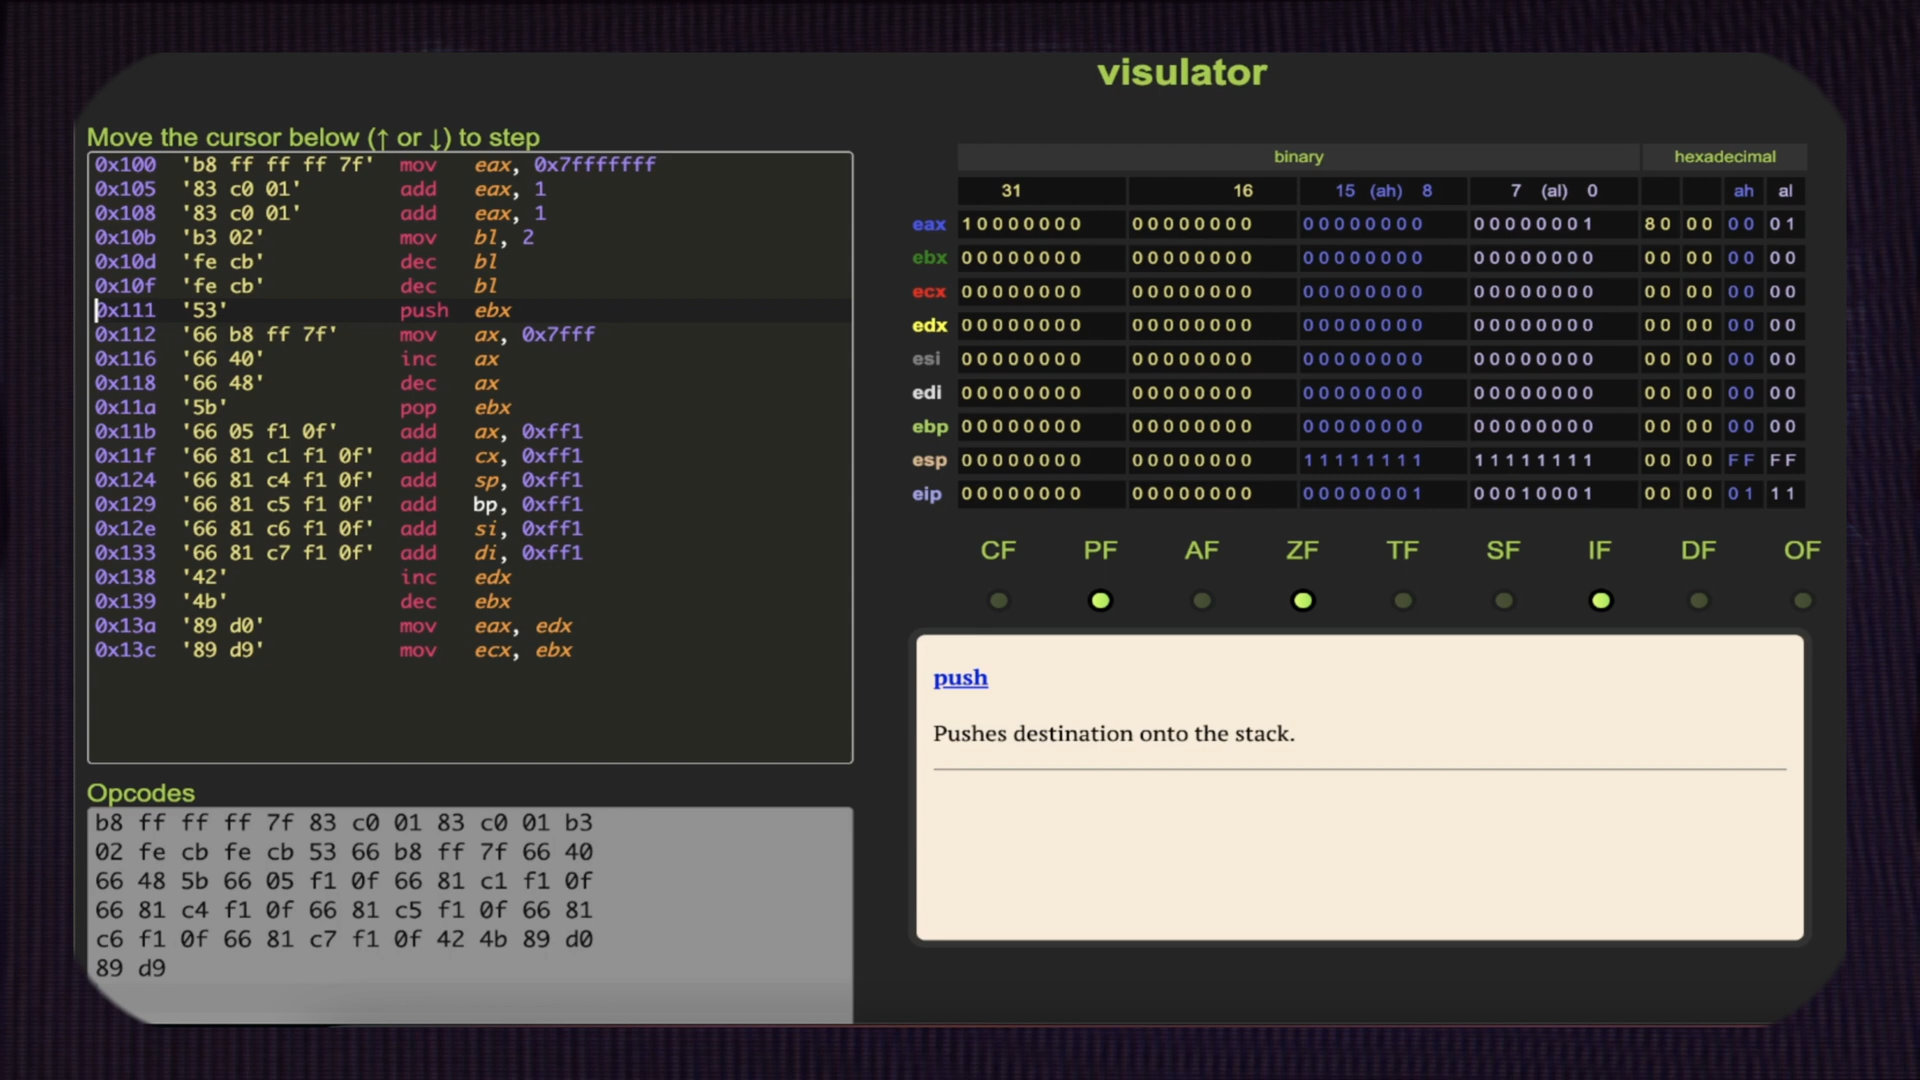 visulator
Move the cursor below (↑ or ↓) to step
0x100 'b8 ff ff ff 7f' mov eax, 0x7fffffff
0x105 '83 c0 01' add eax, 1
0x108 '83 c0 01' add eax, 1
0x10b 'b3 02' mov bl, 2
0x10d 'fe cb' dec bl
0x10f 'fe cb' dec bl
0x111 '53' push ebx
0x112 '66 b8 ff 7f' mov ax, 0x7fff
0x116 '66 40' inc ax
0x118 '66 48' dec ax
0x11a '5b' pop ebx
0x11b '66 05 f1 0f' add ax, 0xff1
0x11f '66 81 c1 f1 0f' add cx, 0xff1
0x124 '66 81 c4 f1 0f' add sp, 0xff1
0x129 '66 81 c5 f1 0f' add bp, 0xff1
0x12e '66 81 c6 f1 0f' add si, 0xff1
0x133 '66 81 c7 f1 0f' add di, 0xff1
0x138 '42' inc edx
0x139 '4b' dec ebx
0x13a '89 d0' mov eax, edx
0x13c '89 d9' mov ecx, ebx
Opcodes
b8 ff ff ff 7f 83 c0 01 83 c0 01 b3
02 fe cb fe cb 53 66 b8 ff 7f 66 40
66 48 5b 66 05 f1 0f 66 81 c1 f1 0f
66 81 c4 f1 0f 66 81 c5 f1 0f 66 81
c6 f1 0f 66 81 c7 f1 0f 42 4b 89 d0
89 d9
binary hexadecimal
31 16 15 (ah) 8 7 (al) 0 ah al
eax 10000000 00000000 00000000 00000001 80 00 00 01
ebx 00000000 00000000 00000000 00000000 00 00 00 00
ecx 00000000 00000000 00000000 00000000 00 00 00 00
edx 00000000 00000000 00000000 00000000 00 00 00 00
esi 00000000 00000000 00000000 00000000 00 00 00 00
edi 00000000 00000000 00000000 00000000 00 00 00 00
ebp 00000000 00000000 00000000 00000000 00 00 00 00
esp 00000000 00000000 11111111 11111111 00 00 FF FF
eip 00000000 00000000 00000001 00010001 00 00 01 11
CF PF AF ZF TF SF IF DF OF
push
Pushes destination onto the stack.